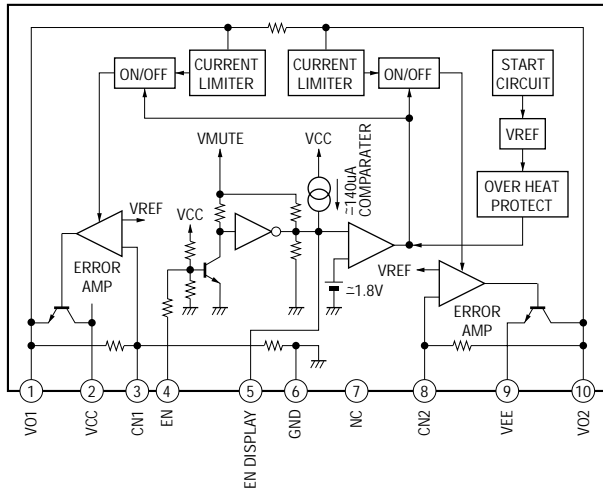 CURRENT
LIMITER
ON/OFF
CURRENT
LIMITER
ON/OFF
START
CIRCUIT
VREF
OVER HEAT
PROTECT
VMUTE
VCC
≃140uA
COMPARATER
VREF
VCC
ERROR
AMP
≃1.8V
VREF
ERROR
AMP
1
2
3
4
5
6
7
8
9
10
VO1
VCC
CN1
EN
EN DISPLAY
GND
NC
CN2
VEE
VO2